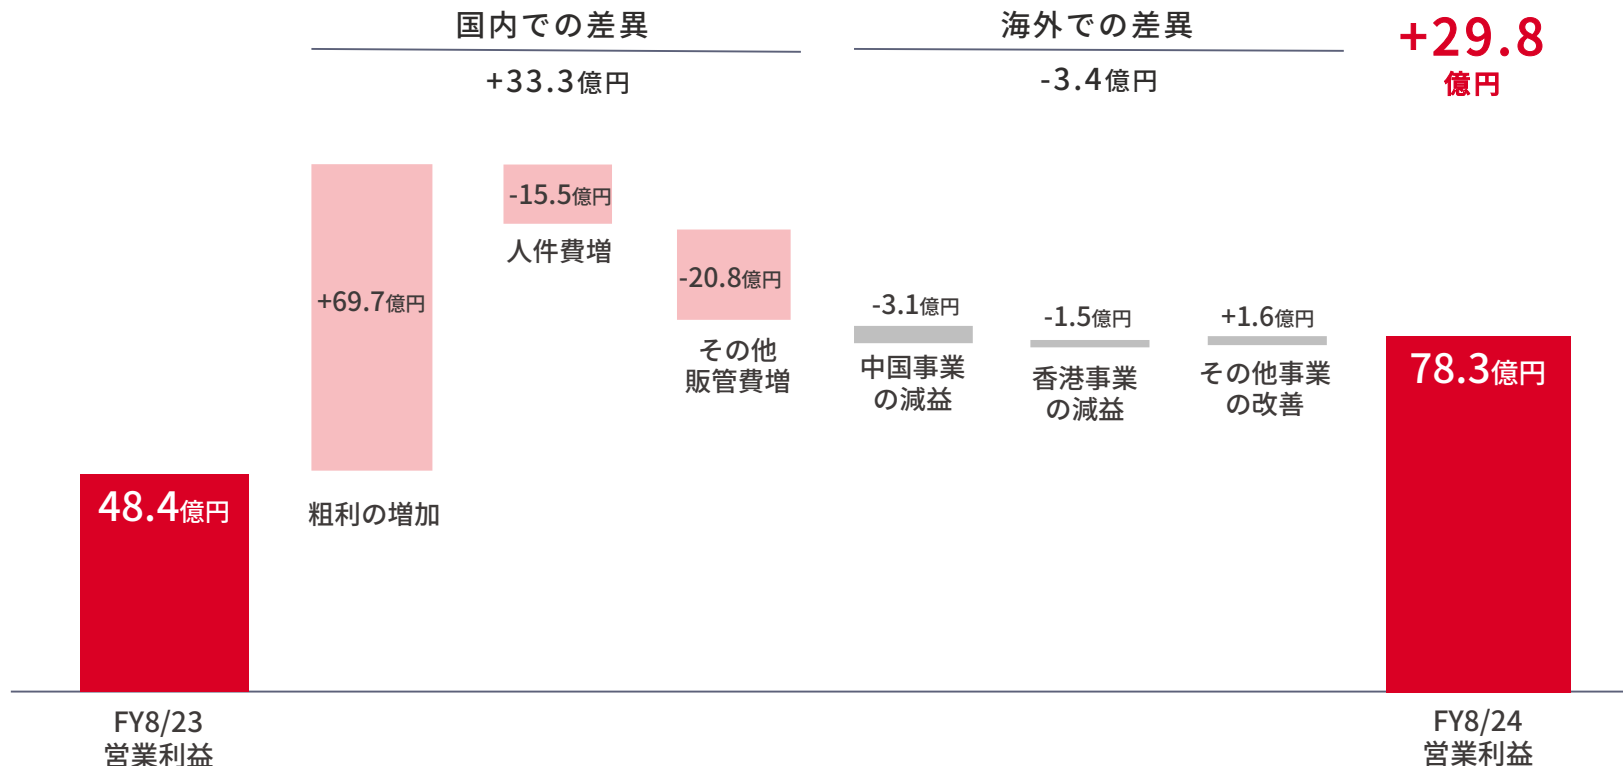 国内での差異
+33.3億円
海外での差異
-3.4億円
+29.8
億円
+69.7億円
粗利の増加
-15.5億円
人件費増
-20.8億円
その他
販管費増
-3.1億円
中国事業
の減益
-1.5億円
香港事業
の減益
+1.6億円
その他事業
の改善
48.4億円
FY8/23
営業利益
78.3億円
FY8/24
営業利益